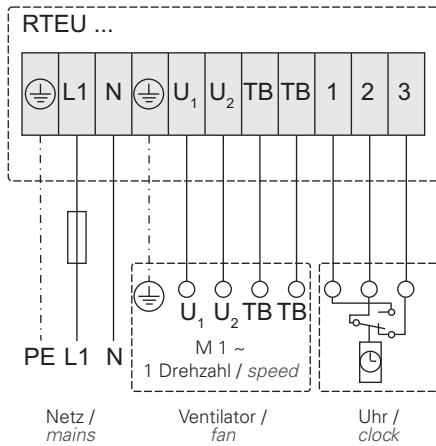 RTEU ...
L1 N U1 U2 TB TB 1 2 3
U1 U2 TB TB
M 1 ~
1 Drehzahl / speed
PE L1 N
Netz /
mains
Ventilator /
fan
Uhr /
clock